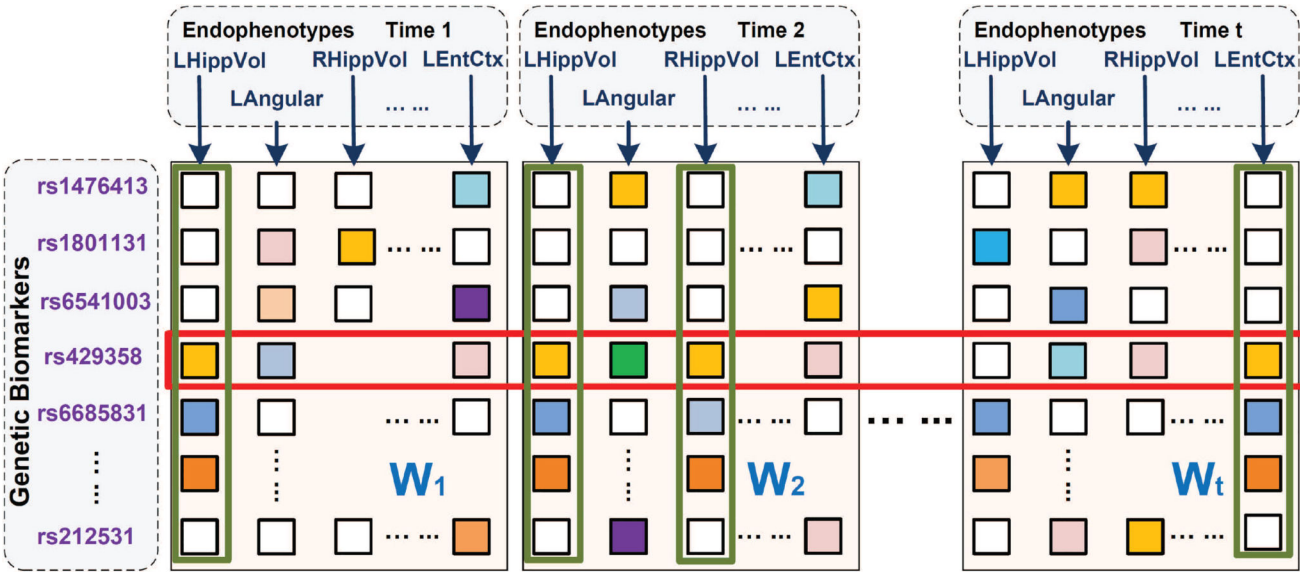 Endophenotypes Time 1
LHippVol RHippVol LEntCtx
LAngular ... ...
Endophenotypes Time 2
LHippVol RHippVol LEntCtx
LAngular ... ...
Endophenotypes Time t
LHippVol RHippVol LEntCtx
LAngular ... ...
Genetic Biomarkers ... ...
rs1476413
rs1801131
rs6541003
rs429358
rs6685831
... ...
rs212531
... ...
... ...
... ...
W1
... ...
... ...
... ...
... ...
W2
... ...
... ...
... ...
... ...
... ...
Wt
... ...
... ...